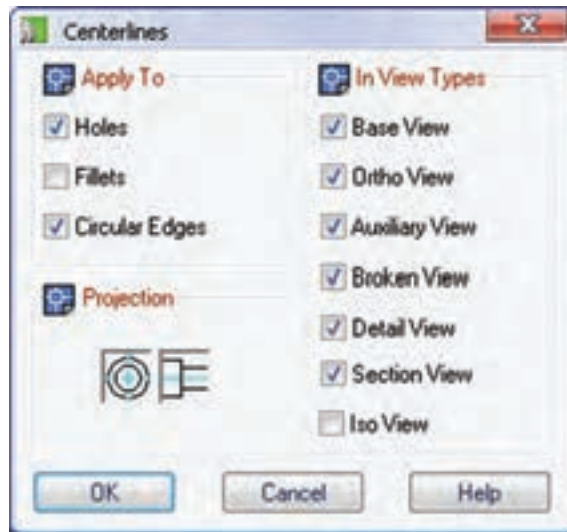 Centerlines
Apply To
Holes
Fillets
Circular Edges
Projection
In View Types
Base View
Ortho View
Auxiliary View
Broken View
Detail View
Section View
Iso View
OK
Cancel
Help